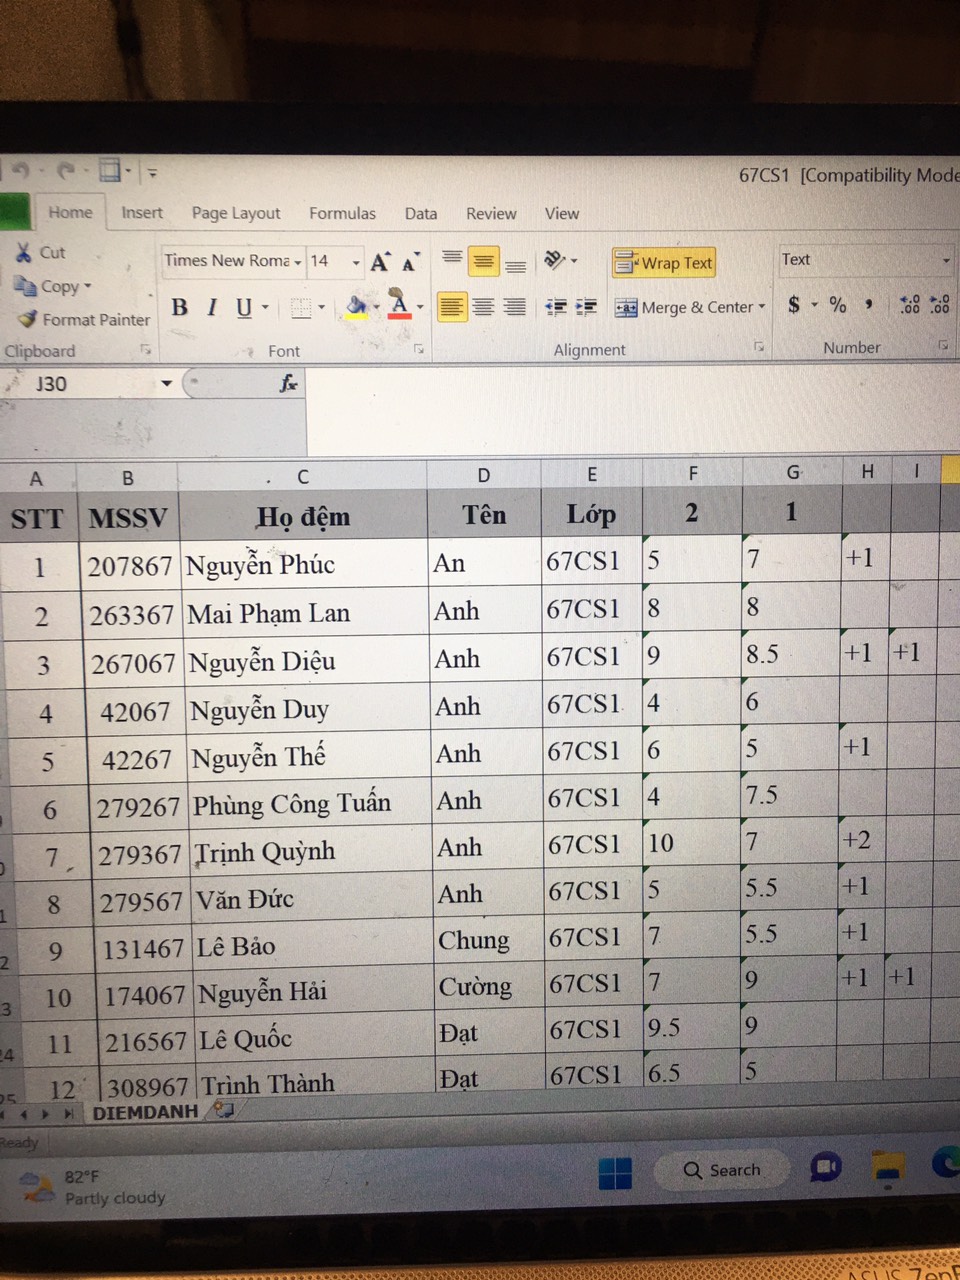 67CS1 [Compatibility Mode
Home Insert Page Layout Formulas Data Review View
Cut
Copy
Format Painter
Clipboard
Times New Roma 14
B I U
Font
Wrap Text
Merge & Center
Alignment
Text
$ % ,
Number
J30 fx
A B C D E F G H I
STT MSSV Họ đệm Tên Lớp 2 1
1 207867 Nguyễn Phúc An 67CS1 5 7 +1
2 263367 Mai Phạm Lan Anh 67CS1 8 8
3 267067 Nguyễn Diệu Anh 67CS1 9 8.5 +1 +1
4 42067 Nguyễn Duy Anh 67CS1 4 6
5 42267 Nguyễn Thế Anh 67CS1 6 5 +1
6 279267 Phùng Công Tuấn Anh 67CS1 4 7.5
7 279367 Trịnh Quỳnh Anh 67CS1 10 7 +2
8 279567 Văn Đức Anh 67CS1 5 5.5 +1
9 131467 Lê Bảo Chung 67CS1 7 5.5 +1
10 174067 Nguyễn Hải Cường 67CS1 7 9 +1 +1
11 216567 Lê Quốc Đạt 67CS1 9.5 9
12 308967 Trình Thành Đạt 67CS1 6.5 5
DIEMDANH
Ready
82°F
Partly cloudy
Search